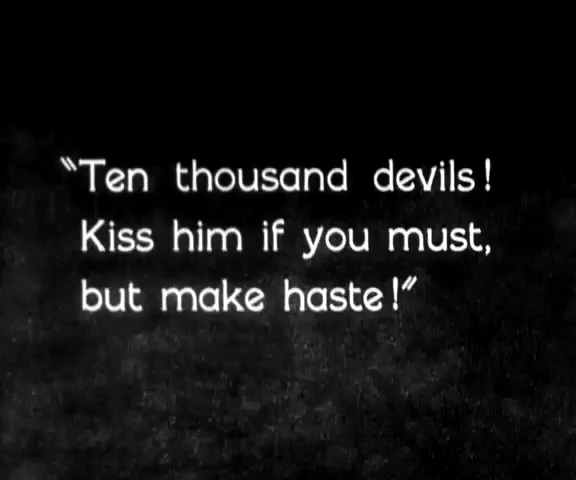 "Ten thousand devils!
Kiss him if you must,
but make haste!"